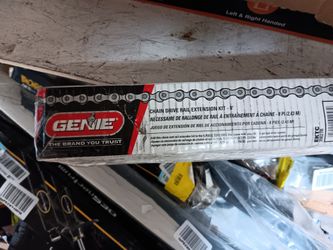 Left & Right Handed
CHAIN DRIVE RAIL EXTENSION KIT - 8'
NÉCESSAIRE DE RALLONGE DE RAIL À ENTRAÎNEMENT À CHAÎNE - 8 PI (2,43 M)
JUEGO DE EXTENSIÓN DE RIEL DE ACCIONAMIENTO POR CADENA - 8 PIES (2,43 M)
GENIE
THE BRAND YOU TRUST